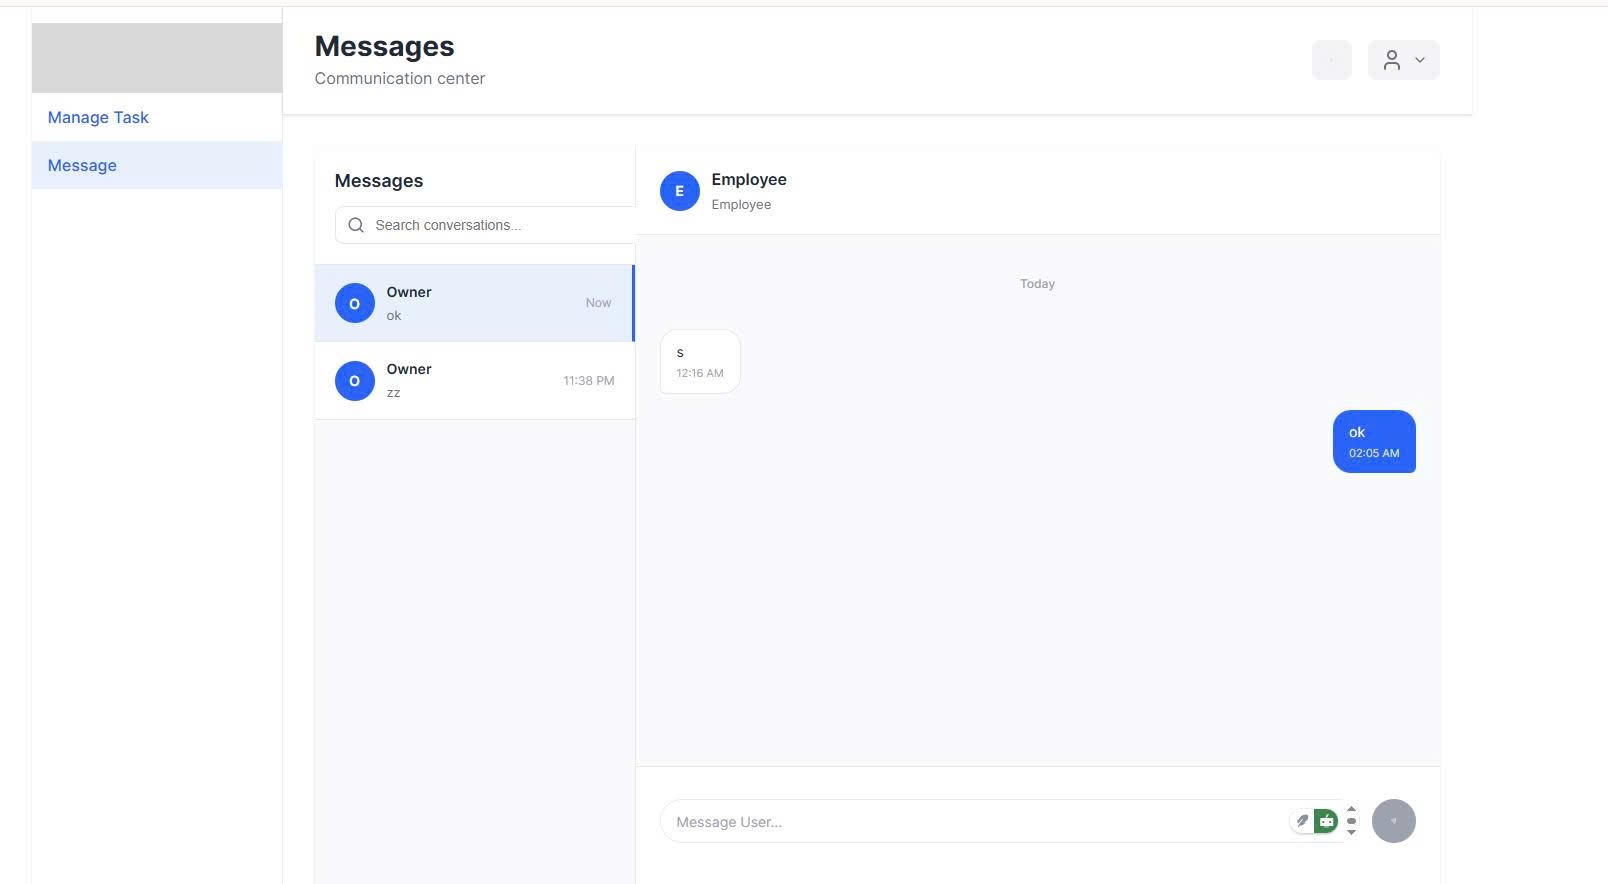 Messages
Communication center
Manage Task
Message
Messages
Search conversations...
O
Owner
ok
Now
O
Owner
zz
11:38 PM
E
Employee
Employee
Today
s
12:16 AM
ok
02:05 AM
Message User...